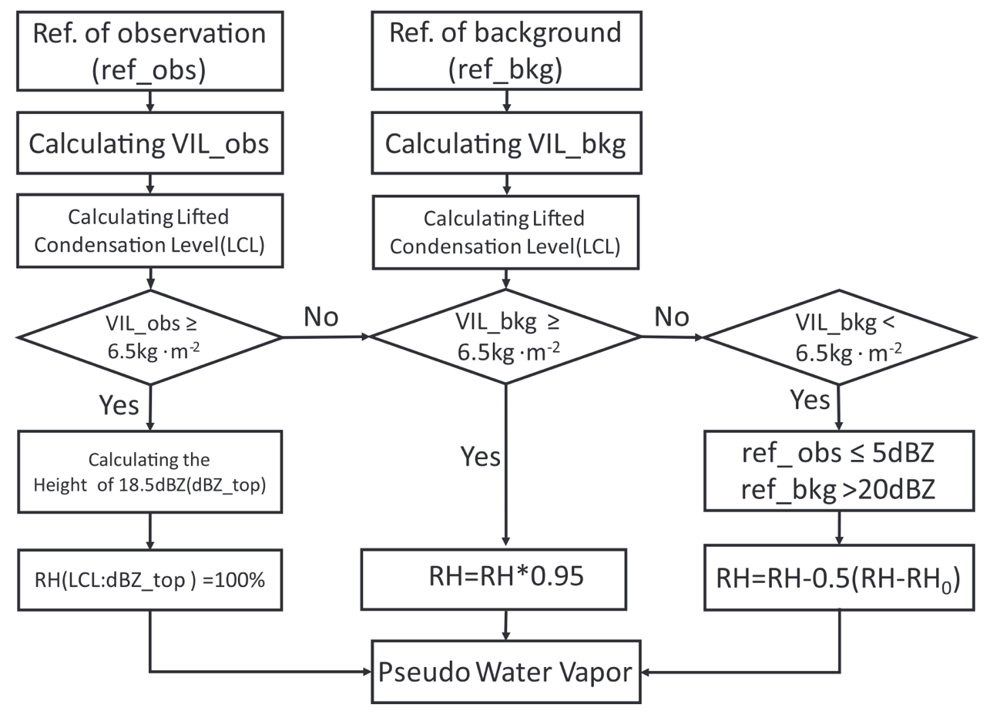 Ref. of observation
(ref_obs)
Calculating VIL_obs
Calculating Lifted
Condensation Level(LCL)
VIL_obs ≥
6.5kg·m⁻²
Yes
No
Calculating the
Height of 18.5dBZ(dBZ_top)
RH(LCL:dBZ_top ) =100%
Ref. of background
(ref_bkg)
Calculating VIL_bkg
Calculating Lifted
Condensation Level(LCL)
VIL_bkg ≥
6.5kg·m⁻²
Yes
No
RH=RH*0.95
VIL_bkg <
6.5kg·m⁻²
Yes
ref_ obs ≤ 5dBZ
ref_bkg >20dBZ
RH=RH-0.5(RH-RH₀)
Pseudo Water Vapor